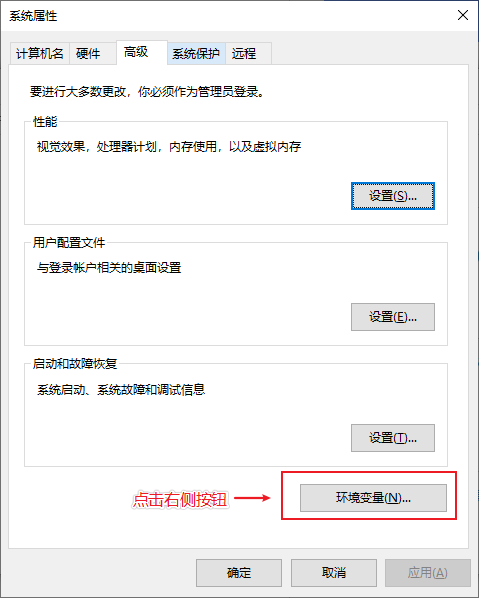 系统属性
计算机名 硬件 高级 系统保护 远程
要进行大多数更改，你必须作为管理员登录。
性能
视觉效果，处理器计划，内存使用，以及虚拟内存
设置(S)...
用户配置文件
与登录帐户相关的桌面设置
设置(E)...
启动和故障恢复
系统启动、系统故障和调试信息
设置(T)...
点击右侧按钮
环境变量(N)...
确定 取消 应用(A)